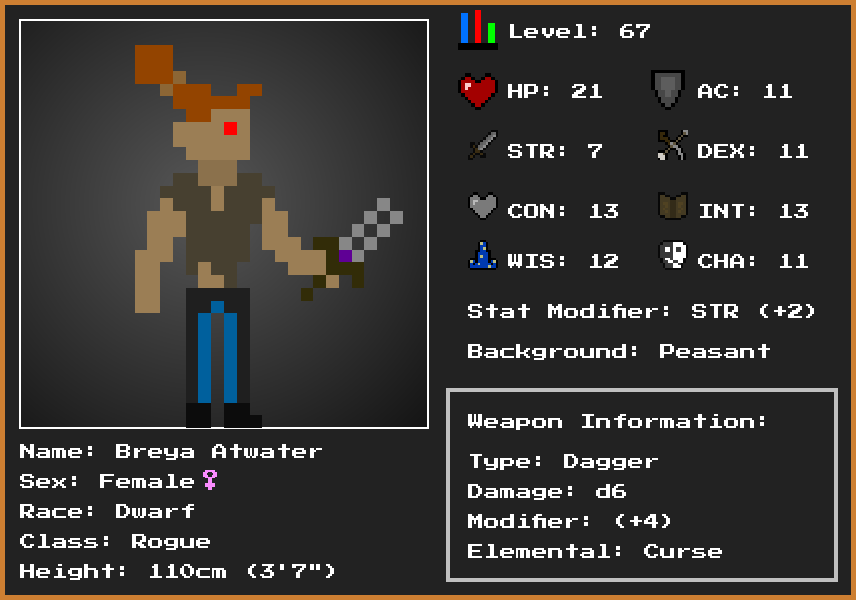 Level: 67
HP: 21
AC: 11
STR: 7
DEX: 11
CON: 13
INT: 13
WIS: 12
CHA: 11
Stat Modifier: STR (+2)
Background: Peasant
Weapon Information:
Type: Dagger
Damage: d6
Modifier: (+4)
Elemental: Curse
Name: Breya Atwater
Sex: Female♀
Race: Dwarf
Class: Rogue
Height: 110cm (3'7")